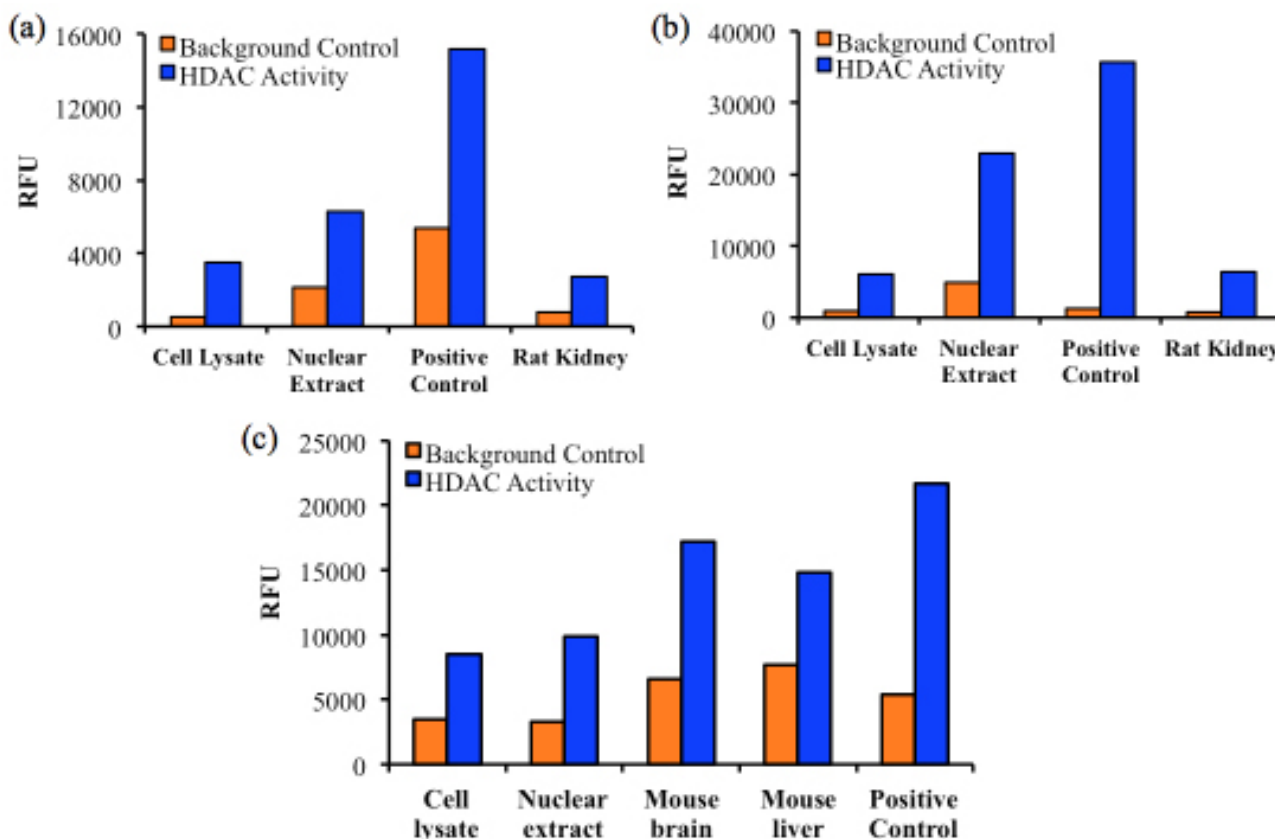 (a)
16000
12000
8000
4000
0
RFU
Background Control
HDAC Activity
Cell Lysate Nuclear Extract Positive Control Rat Kidney
(b)
40000
30000
20000
10000
0
RFU
Background Control
HDAC Activity
Cell Lysate Nuclear Extract Positive Control Rat Kidney
(c)
25000
20000
15000
10000
5000
0
RFU
Background Control
HDAC Activity
Cell lysate Nuclear extract Mouse brain Mouse liver Positive Control